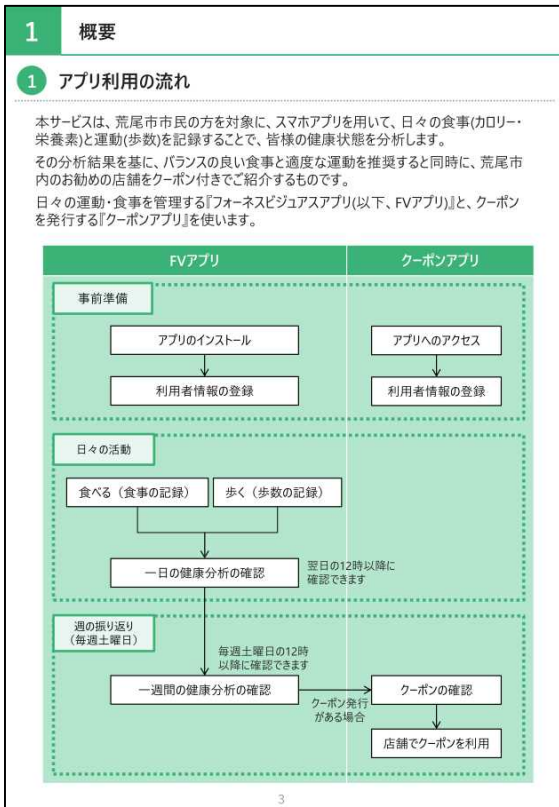 1 概要
1 アプリ利用の流れ
本サービスは、荒尾市市民の方を対象に、スマホアプリを用いて、日々の食事(カロリー・
栄養素)と運動(歩数)を記録することで、皆様の健康状態を分析します。
その分析結果を基に、バランスの良い食事と適度な運動を推奨すると同時に、荒尾市
内のお勧めの店舗をクーポン付きでご紹介するものです。
日々の運動・食事を管理する『フォーネスビジュアスアプリ(以下、FVアプリ)』と、クーポン
を発行する『クーポンアプリ』を使います。
FVアプリ
クーポンアプリ
事前準備
アプリのインストール
アプリへのアクセス
利用者情報の登録
利用者情報の登録
日々の活動
食べる（食事の記録）
歩く（歩数の記録）
一日の健康分析の確認
翌日の12時以降に
確認できます
週の振り返り
（毎週土曜日）
毎週土曜日の12時
以降に確認できます
一週間の健康分析の確認
クーポン発行
がある場合
クーポンの確認
店舗でクーポンを利用
3